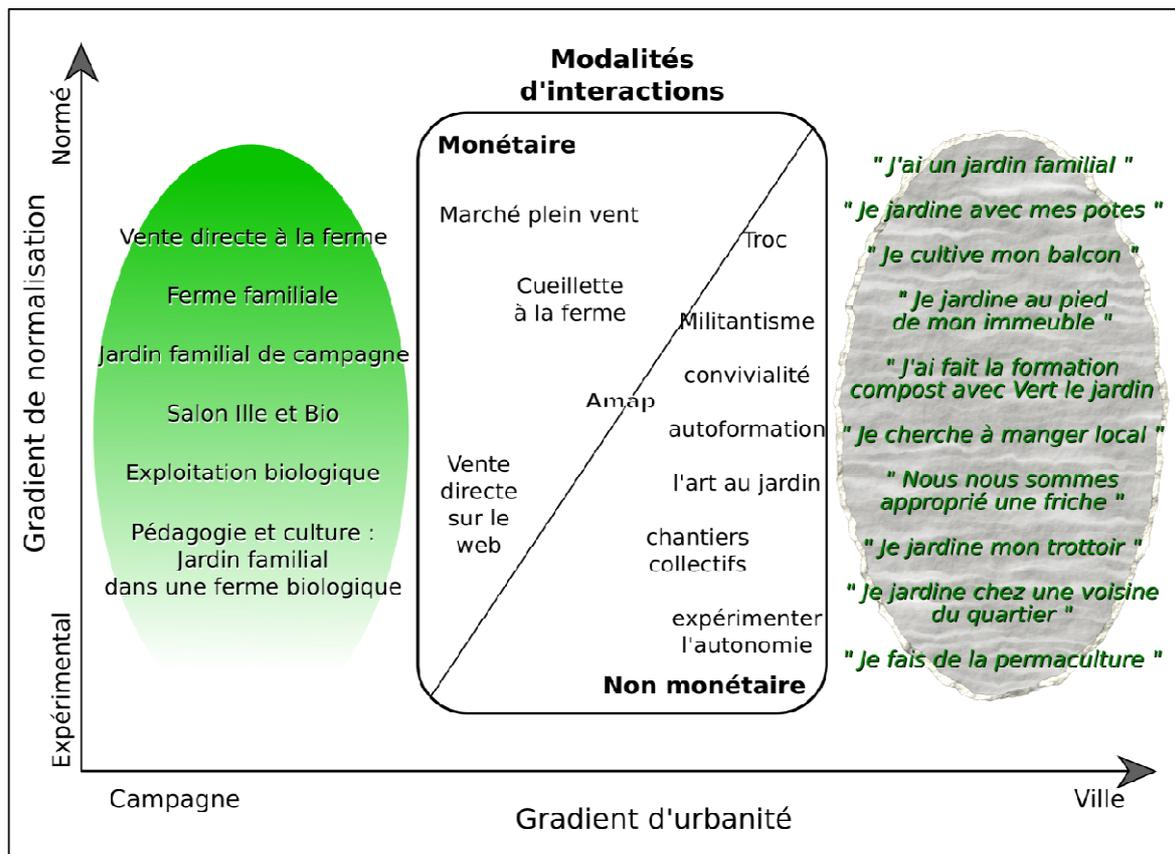 Modalités
d'interactions
Normé
Gradient de normalisation
Expérimental
Vente directe à la ferme
Ferme familiale
Jardin familial de campagne
Salon Ille et Bio
Exploitation biologique
Pédagogie et culture :
Jardin familial
dans une ferme biologique
Monétaire
Marché plein vent
Cueillette
à la ferme
Amap
Vente
directe
sur le
web
Troc
Militantisme
convivialité
autoformation
l'art au jardin
chantiers
collectifs
expérimenter
l'autonomie
Non monétaire
" J'ai un jardin familial "
" Je jardine avec mes potes "
" Je cultive mon balcon "
" Je jardine au pied
de mon immeuble "
" J'ai fait la formation
compost avec Vert le jardin
" Je cherche à manger local "
" Nous nous sommes
approprié une friche "
" Je jardine mon trottoir "
" Je jardine chez une voisine
du quartier "
" Je fais de la permaculture "
Campagne
Ville
Gradient d'urbanité